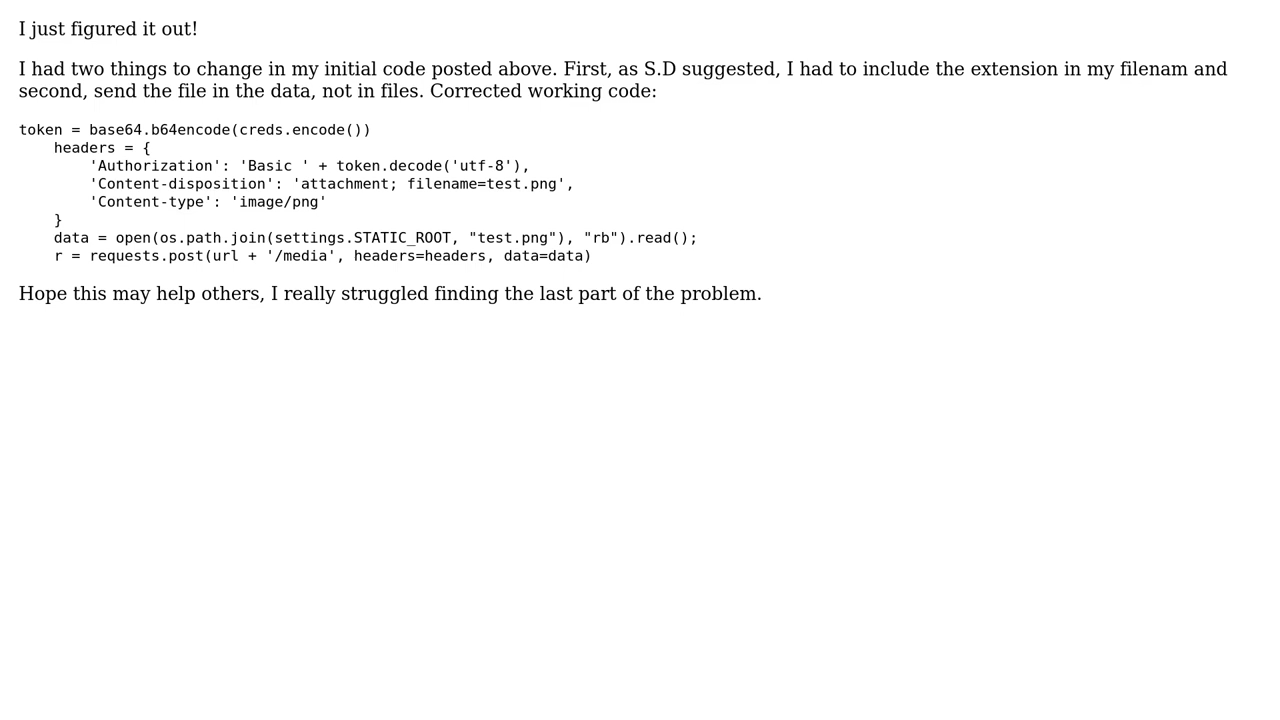 I just figured it out!
I had two things to change in my initial code posted above. First, as S.D suggested, I had to include the extension in my filenam and
second, send the file in the data, not in files. Corrected working code:
token = base64.b64encode(creds.encode())
    headers = {
        'Authorization': 'Basic ' + token.decode('utf-8'),
        'Content-disposition': 'attachment; filename=test.png',
        'Content-type': 'image/png'
    }
    data = open(os.path.join(settings.STATIC_ROOT, "test.png"), "rb").read();
    r = requests.post(url + '/media', headers=headers, data=data)
Hope this may help others, I really struggled finding the last part of the problem.